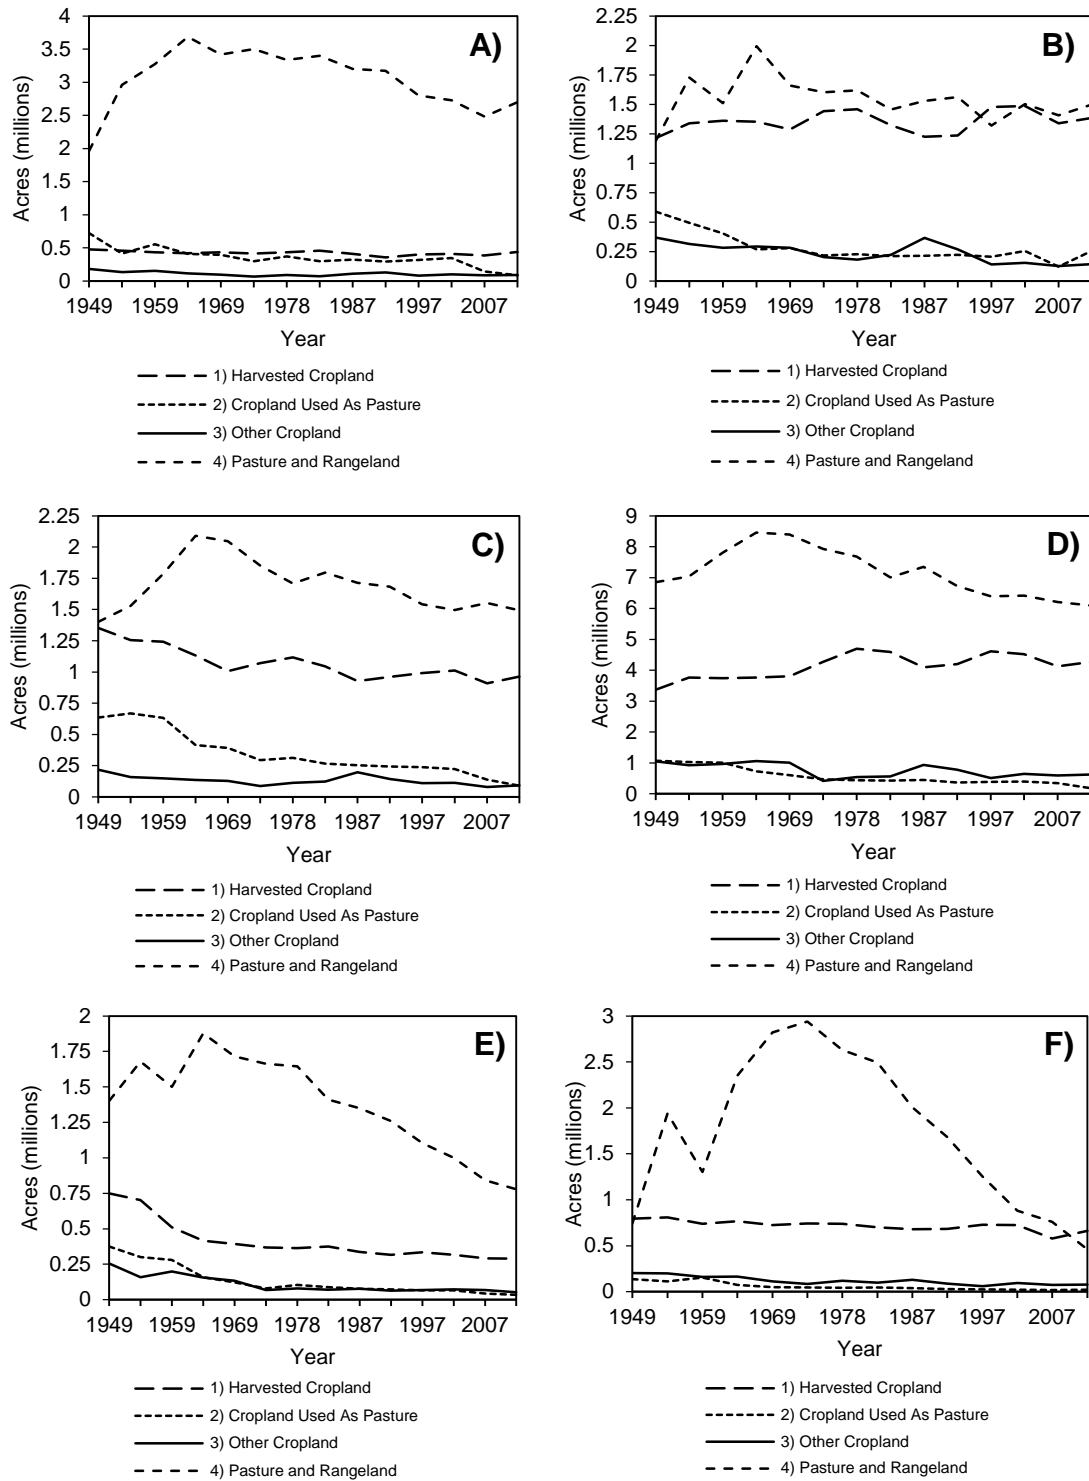 A)
4
3.5
3
2.5
2
1.5
1
0.5
0
Acres (millions)
1949 1959 1969 1978 1987 1997 2007
Year
1) Harvested Cropland
2) Cropland Used As Pasture
3) Other Cropland
4) Pasture and Rangeland
B)
2.25
2
1.75
1.5
1.25
1
0.75
0.5
0.25
0
Acres (millions)
1949 1959 1969 1978 1987 1997 2007
Year
1) Harvested Cropland
2) Cropland Used As Pasture
3) Other Cropland
4) Pasture and Rangeland
C)
2.25
2
1.75
1.5
1.25
1
0.75
0.5
0.25
0
Acres (millions)
1949 1959 1969 1978 1987 1997 2007
Year
1) Harvested Cropland
2) Cropland Used As Pasture
3) Other Cropland
4) Pasture and Rangeland
D)
9
8
7
6
5
4
3
2
1
0
Acres (millions)
1949 1959 1969 1978 1987 1997 2007
Year
1) Harvested Cropland
2) Cropland Used As Pasture
3) Other Cropland
4) Pasture and Rangeland
E)
2
1.75
1.5
1.25
1
0.75
0.5
0.25
0
Acres (millions)
1949 1959 1969 1978 1987 1997 2007
Year
1) Harvested Cropland
2) Cropland Used As Pasture
3) Other Cropland
4) Pasture and Rangeland
F)
3
2.5
2
1.5
1
0.5
0
Acres (millions)
1949 1959 1969 1978 1987 1997 2007
Year
1) Harvested Cropland
2) Cropland Used As Pasture
3) Other Cropland
4) Pasture and Rangeland